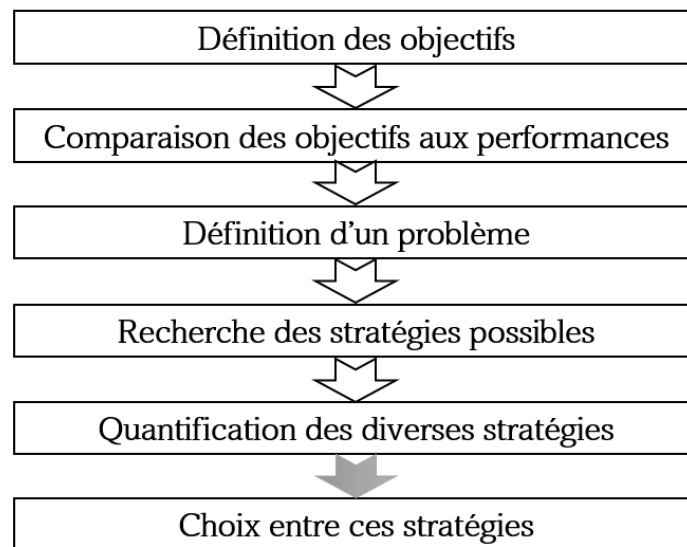 Définition des objectifs
Comparaison des objectifs aux performances
Définition d'un problème
Recherche des stratégies possibles
Quantification des diverses stratégies
Choix entre ces stratégies